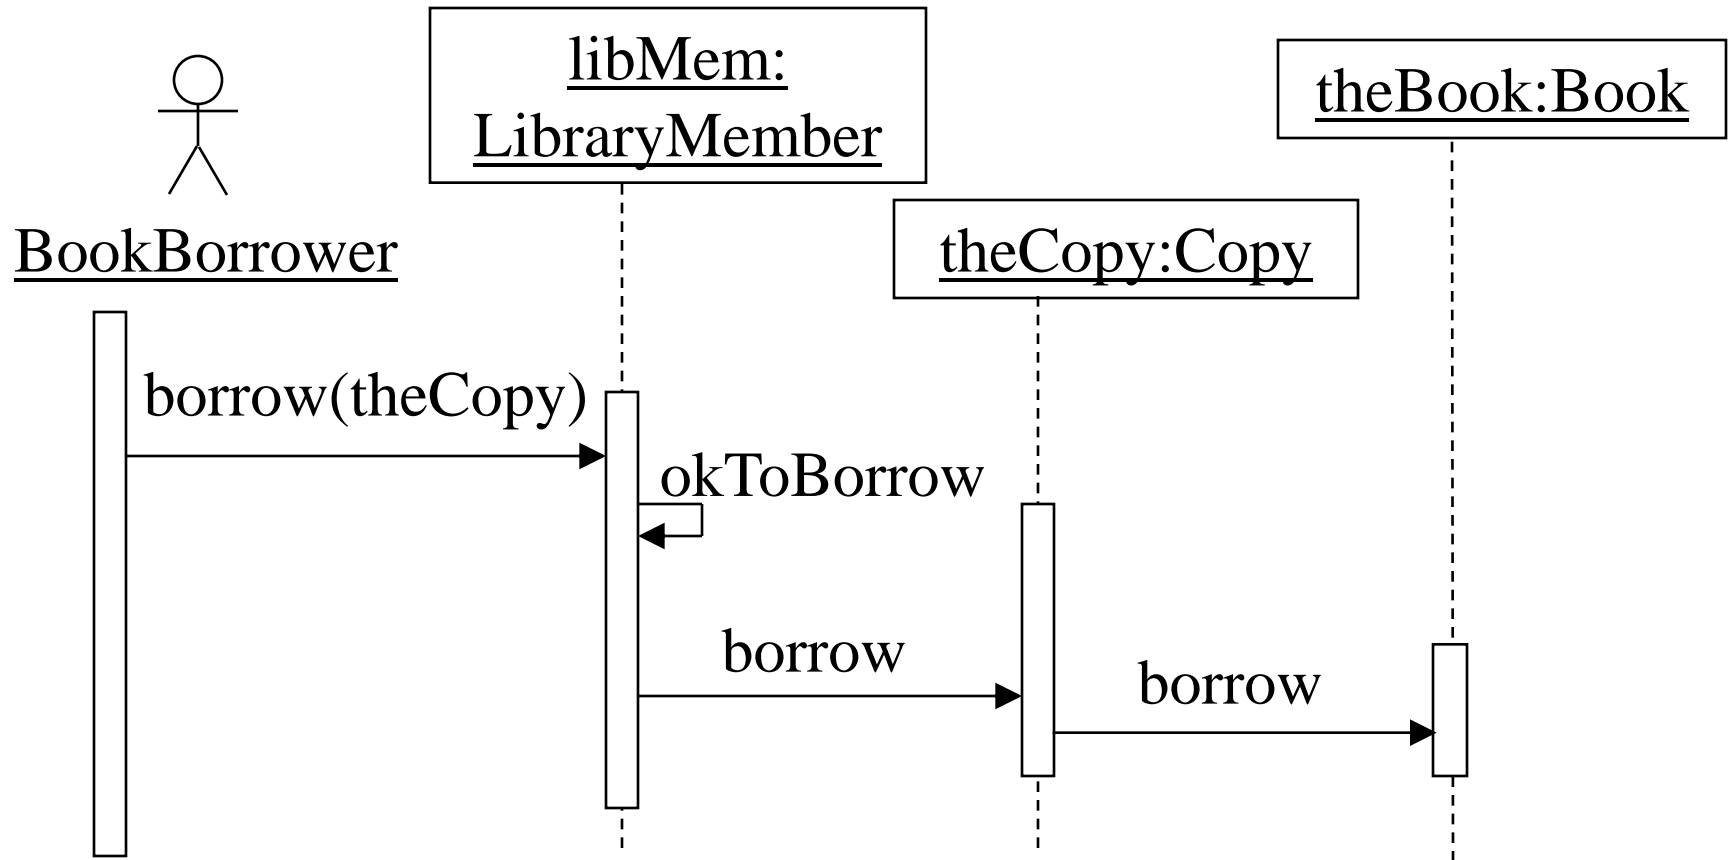 libMem:
LibraryMember
theBook:Book
BookBorrower
theCopy:Copy
borrow(theCopy)
okToBorrow
borrow
borrow